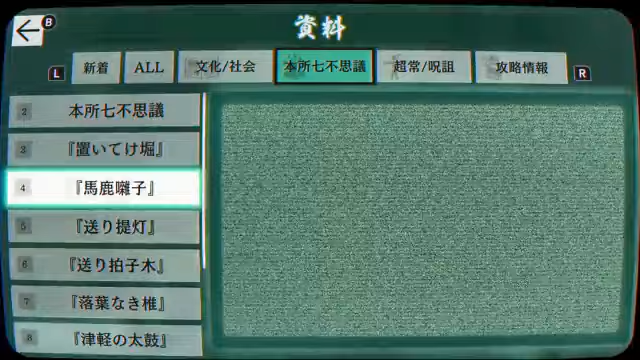 B
資料
L
新着
ALL
文化/社会
本所七不思議
超常/呪詛
攻略情報
R
2 本所七不思議
3 『置いてけ堀』
4 『馬鹿囃子』
5 『送り提灯』
6 『送り拍子木』
7 『落葉なき椎』
8 『津軽の太鼓』